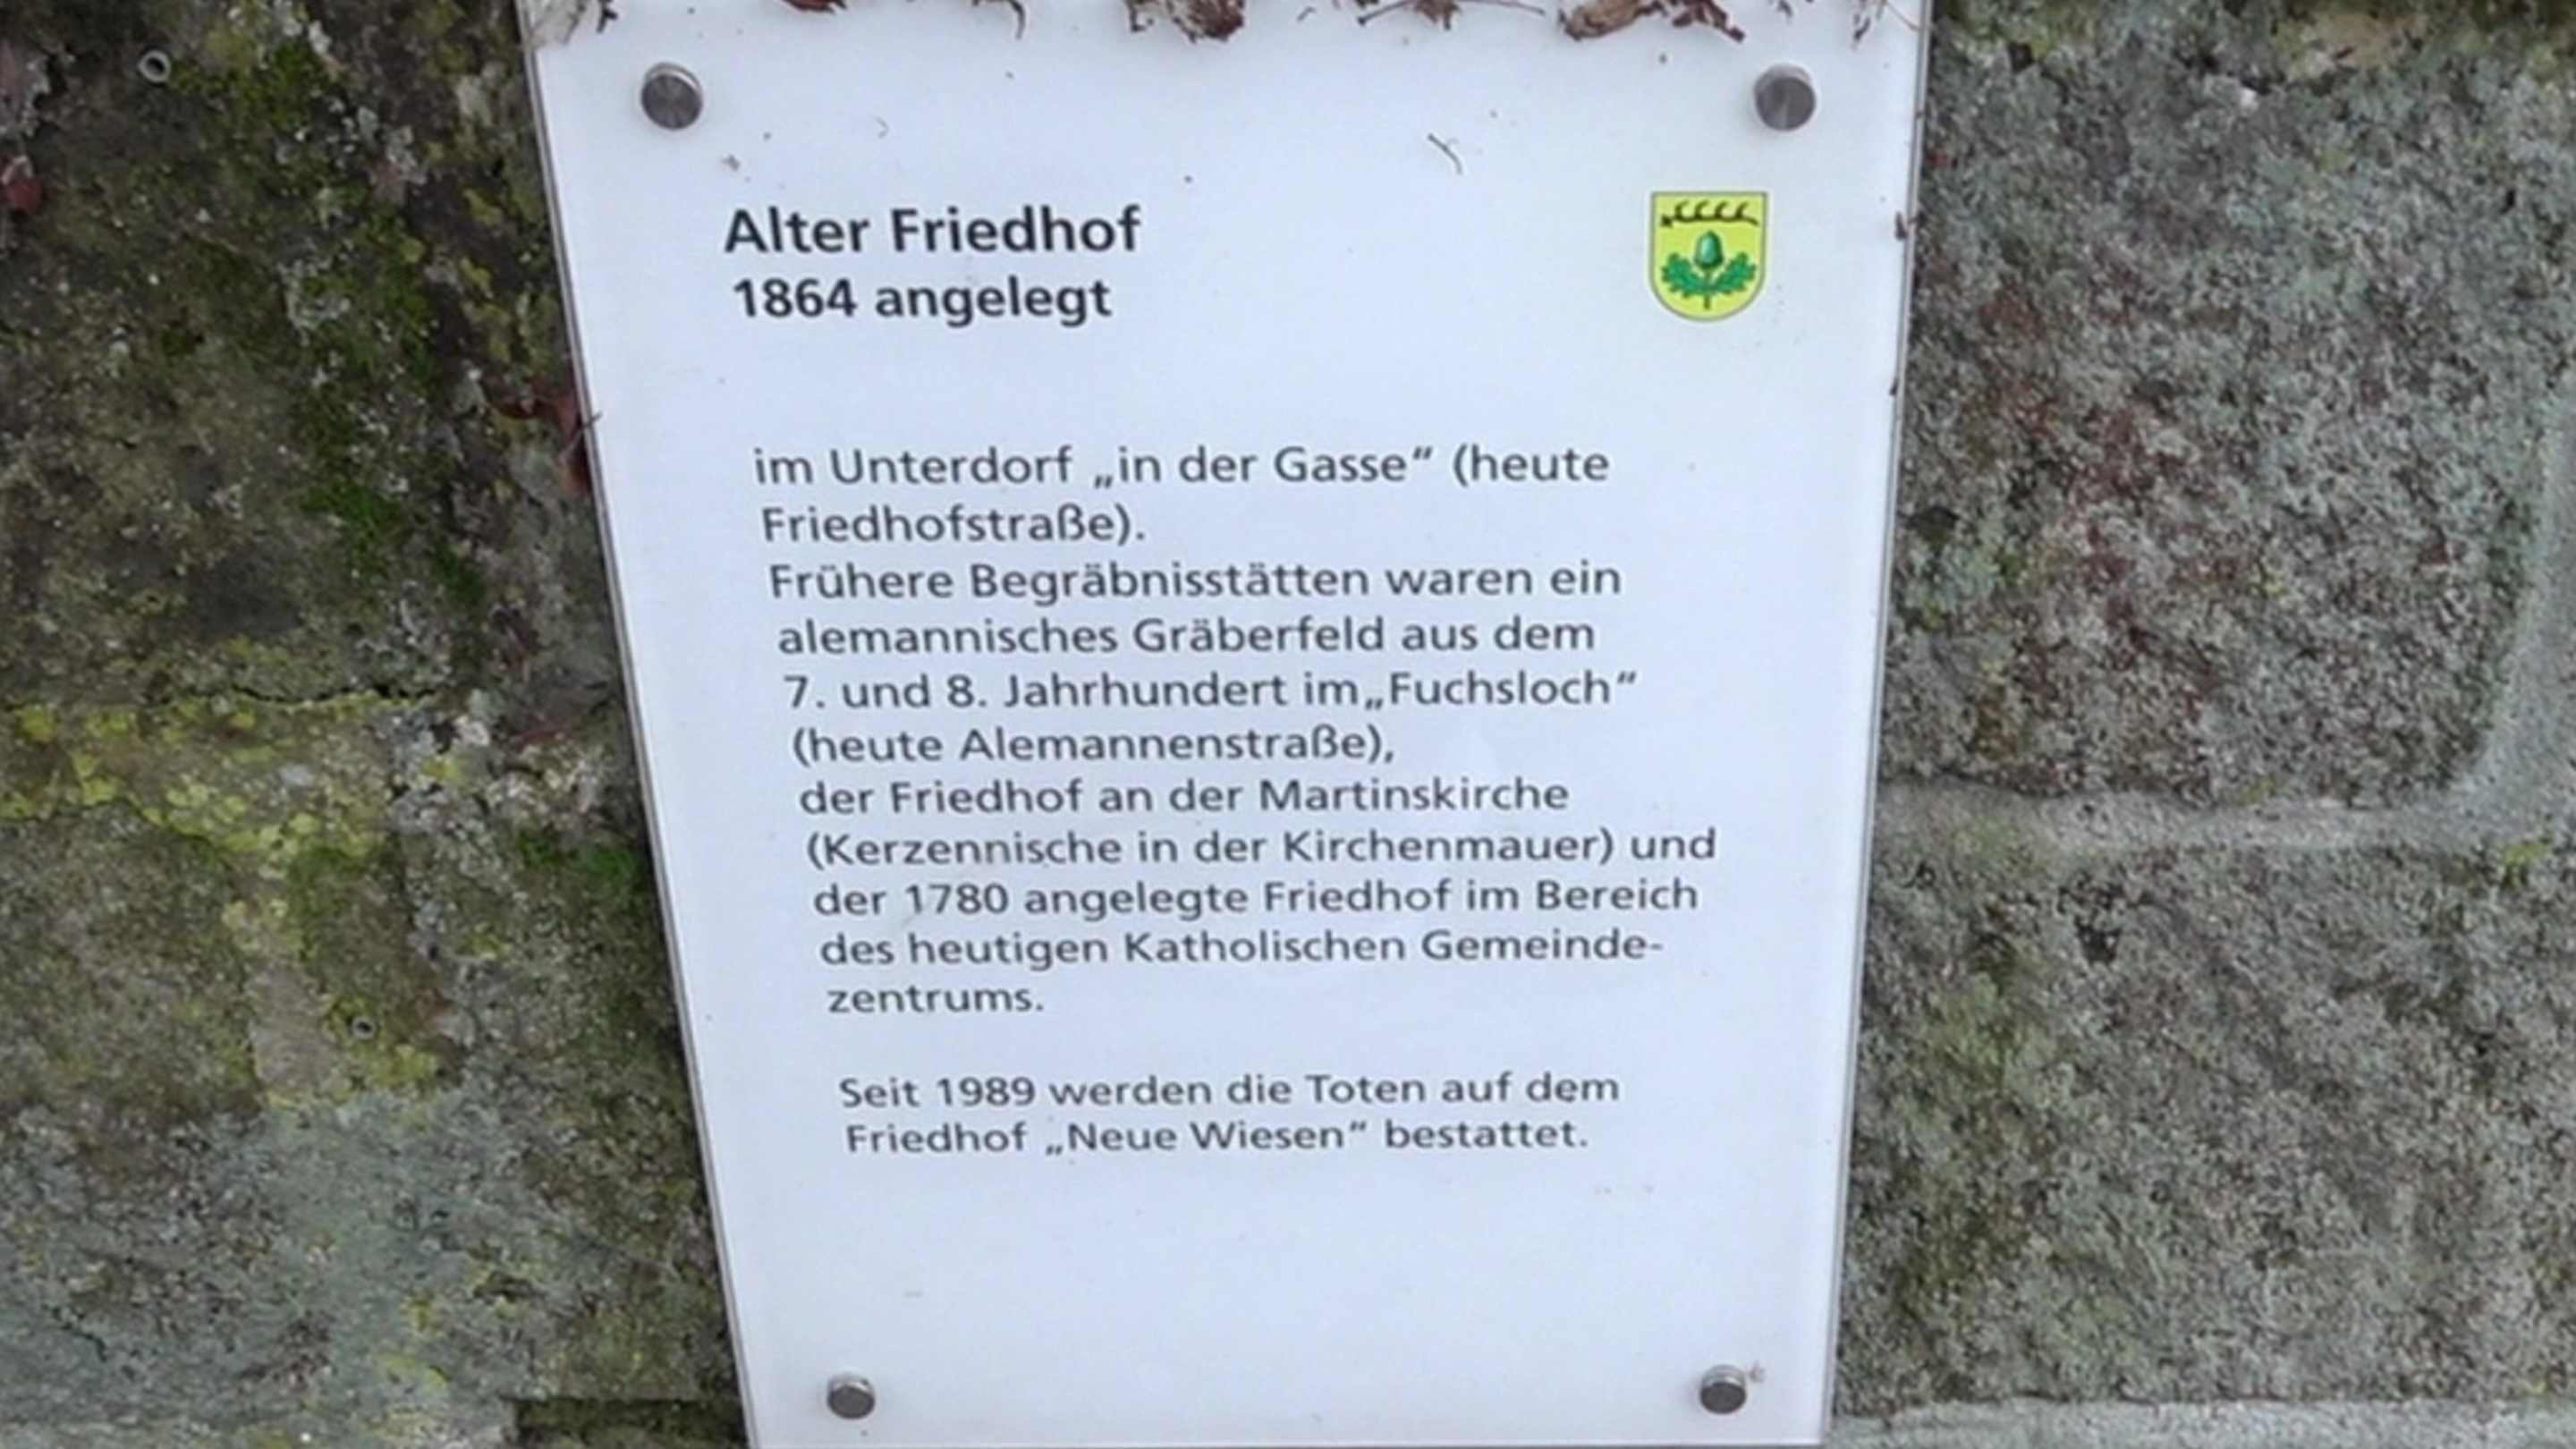 Alter Friedhof
1864 angelegt
im Unterdorf „in der Gasse“ (heute
Friedhofstraße).
Frühere Begräbnisstätten waren ein
alemannisches Gräberfeld aus dem
7. und 8. Jahrhundert im„Fuchsloch“
(heute Alemannenstraße),
der Friedhof an der Martinskirche
(Kerzennische in der Kirchenmauer) und
der 1780 angelegte Friedhof im Bereich
des heutigen Katholischen Gemeinde-
zentrums.
Seit 1989 werden die Toten auf dem
Friedhof „Neue Wiesen“ bestattet.